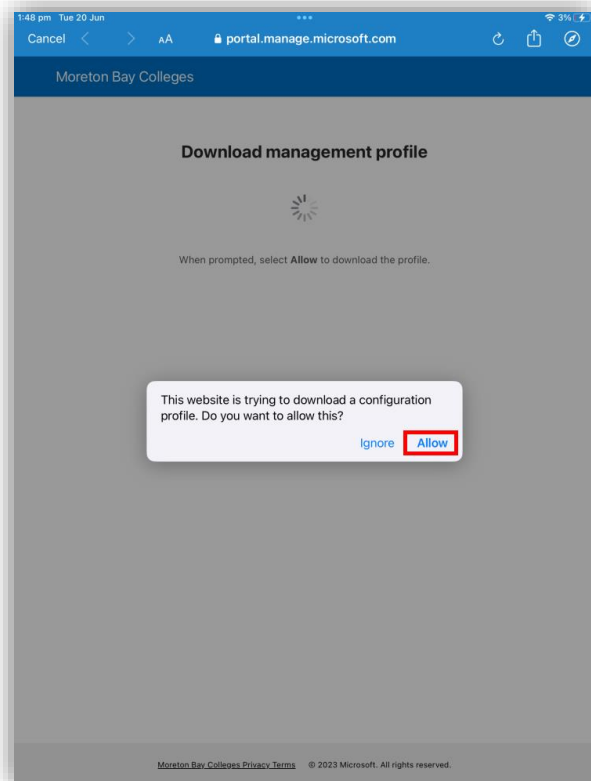 1:48 pm Tue 20 Jun
3%
Cancel
AA
portal.manage.microsoft.com
Moreton Bay Colleges
Download management profile
When prompted, select Allow to download the profile.
This website is trying to download a configuration
profile. Do you want to allow this?
Ignore Allow
Moreton Bay Colleges Privacy Terms © 2023 Microsoft. All rights reserved.